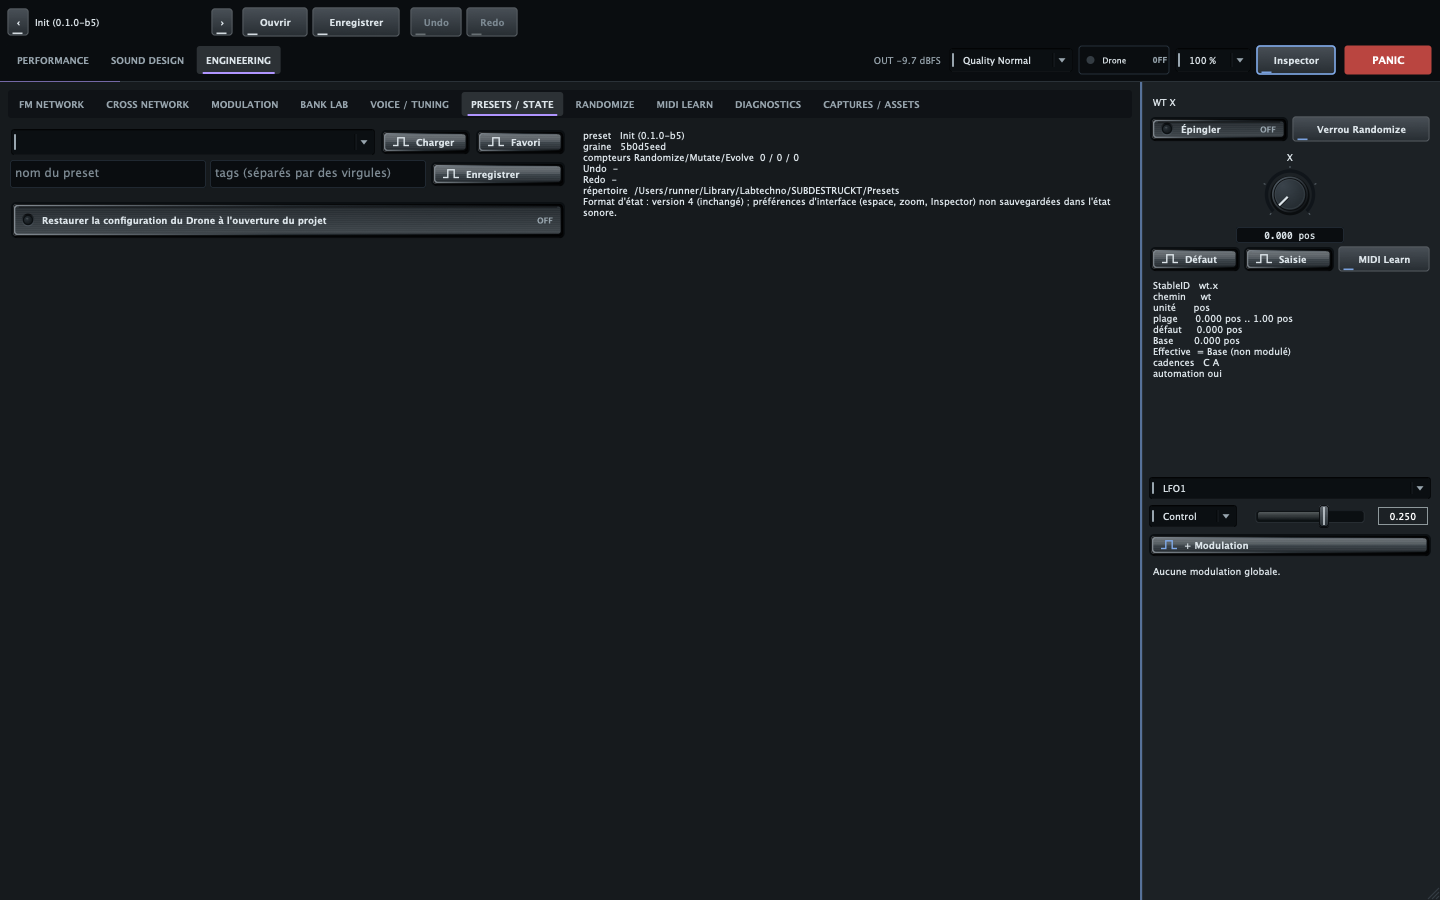 ‹ Init (0.1.0-b5) › Ouvrir Enregistrer Undo Redo
PERFORMANCE SOUND DESIGN ENGINEERING OUT -9.7 dBFS Quality Normal Drone OFF 100 % Inspector PANIC
FM NETWORK CROSS NETWORK MODULATION BANK LAB VOICE / TUNING PRESETS / STATE RANDOMIZE MIDI LEARN DIAGNOSTICS CAPTURES / ASSETS
Charger Favori
nom du preset tags (séparés par des virgules) Enregistrer
Restaurer la configuration du Drone à l'ouverture du projet OFF
preset Init (0.1.0-b5)
graine 5b0d5eed
compteurs Randomize/Mutate/Evolve 0 / 0 / 0
Undo –
Redo –
répertoire /Users/runner/Library/Labtechno/SUBDESTRUCKT/Presets
Format d'état : version 4 (inchangé) ; préférences d'interface (espace, zoom, Inspector) non sauvegardées dans l'état
sonore.
WT X
Épingler OFF Verrou Randomize
X
0.000 pos
Défaut Saisie MIDI Learn
StableID wt.x
chemin wt
unité pos
plage 0.000 pos .. 1.00 pos
défaut 0.000 pos
Base 0.000 pos
Effective = Base (non modulé)
cadences C A
automation oui
LFO1
Control 0.250
+ Modulation
Aucune modulation globale.